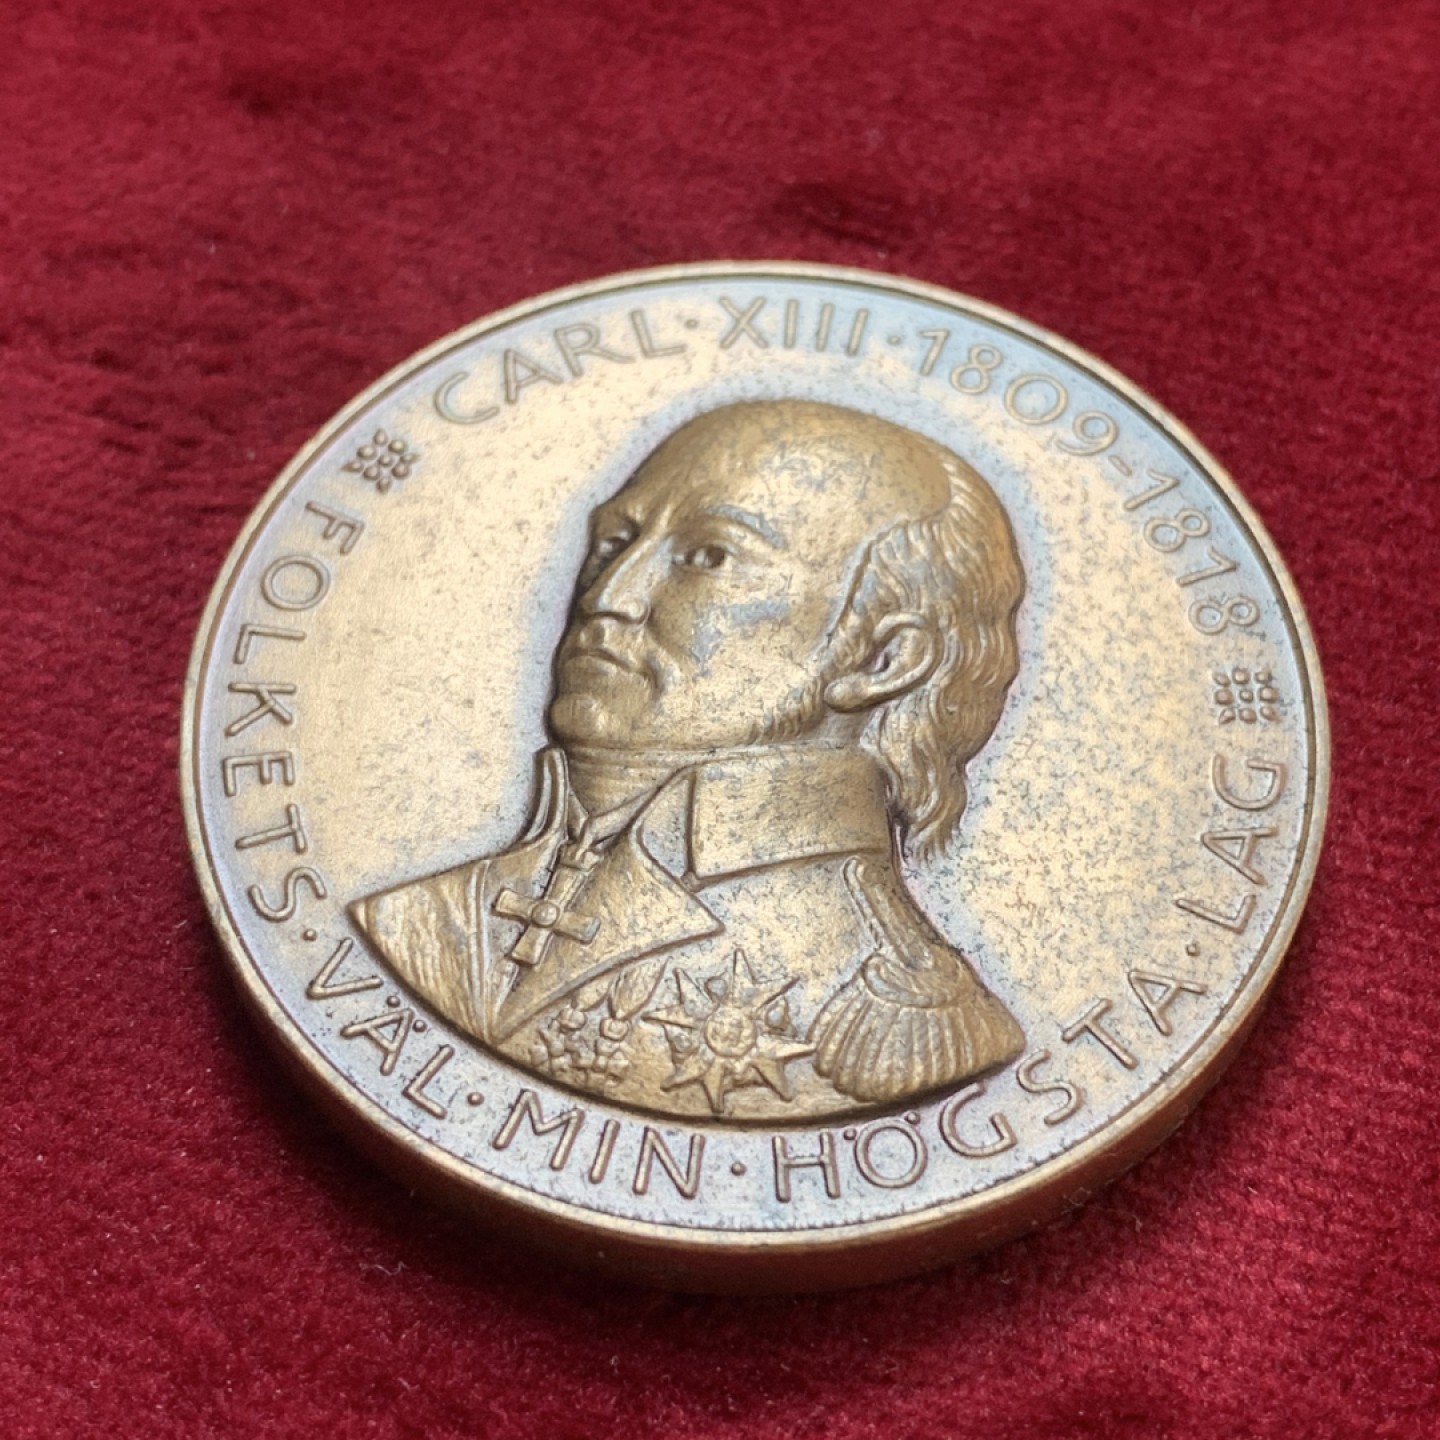 CARL·XIII·1809-1818
FOLKETS·VÄL·MIN·HÖGSTA·LAG